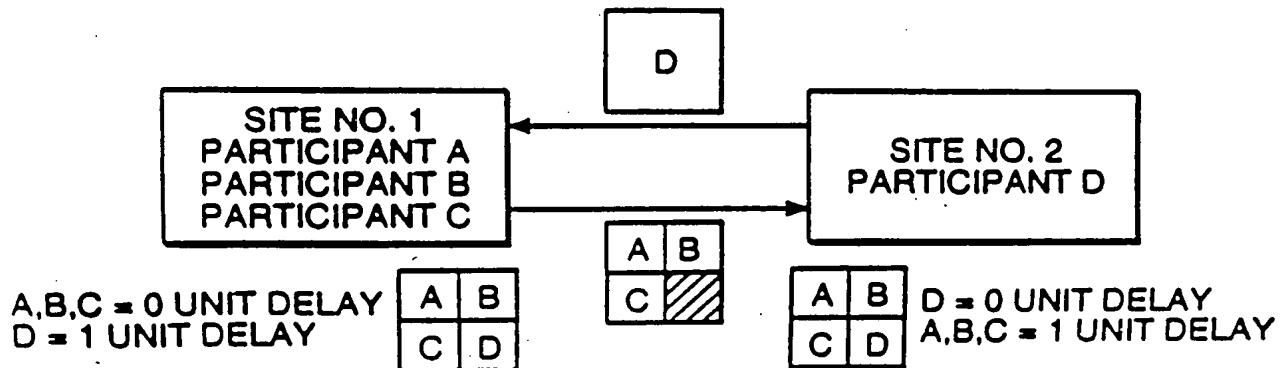 D
SITE NO. 1
PARTICIPANT A
PARTICIPANT B
PARTICIPANT C
SITE NO. 2
PARTICIPANT D
A B
C
A,B,C = 0 UNIT DELAY
D = 1 UNIT DELAY
A B
C D
A B
C D
D = 0 UNIT DELAY
A,B,C = 1 UNIT DELAY